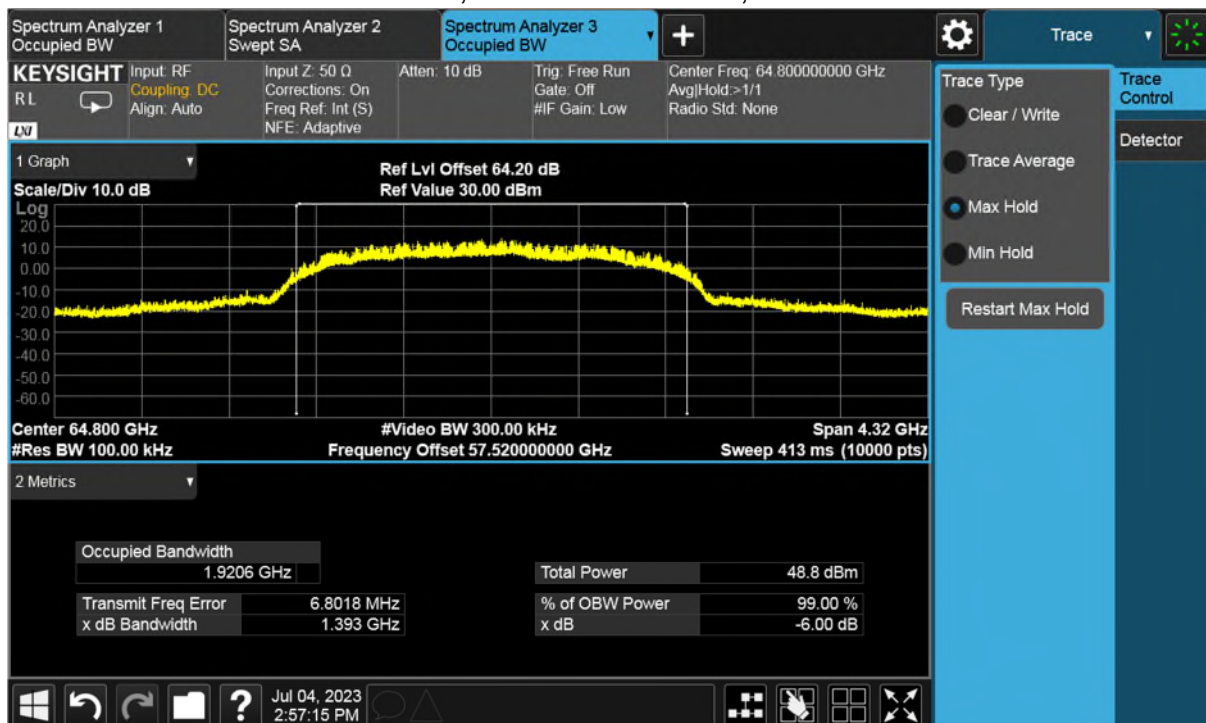 Spectrum Analyzer 1
Occupied BW
Spectrum Analyzer 2
Swept SA
Spectrum Analyzer 3
Occupied BW
Trace
KEYSIGHT
RL
LXI
Input: RF
Coupling: DC
Align: Auto
Input Z: 50 Ω
Corrections: On
Freq Ref: Int (S)
NFE: Adaptive
Atten: 10 dB
Trig: Free Run
Gate: Off
#IF Gain: Low
Center Freq: 64.800000000 GHz
Avg|Hold:>1/1
Radio Std: None
Trace Type
Clear / Write
Trace Average
Max Hold
Min Hold
Restart Max Hold
Trace
Control
Detector
1 Graph
Scale/Div 10.0 dB
Ref Lvl Offset 64.20 dB
Ref Value 30.00 dBm
Log
20.0
10.0
0.00
-10.0
-20.0
-30.0
-40.0
-50.0
-60.0
Center 64.800 GHz
#Video BW 300.00 kHz
Span 4.32 GHz
#Res BW 100.00 kHz
Frequency Offset 57.520000000 GHz
Sweep 413 ms (10000 pts)
2 Metrics
Occupied Bandwidth
1.9206 GHz
Total Power 48.8 dBm
Transmit Freq Error 6.8018 MHz
% of OBW Power 99.00 %
x dB Bandwidth 1.393 GHz
x dB -6.00 dB
?
Jul 04, 2023
2:57:15 PM